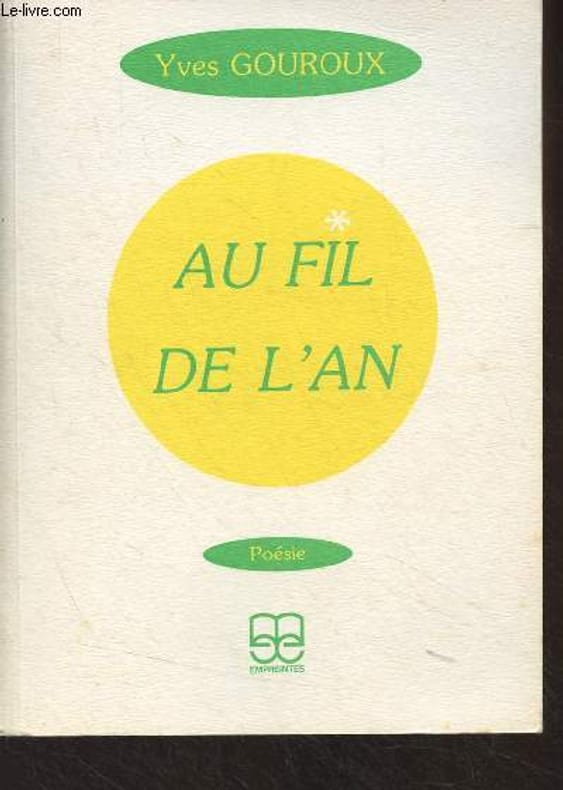 Le-livre.com
Yves GOUROUX
*
AU FIL
DE L'AN
Poésie
EMPREINTES